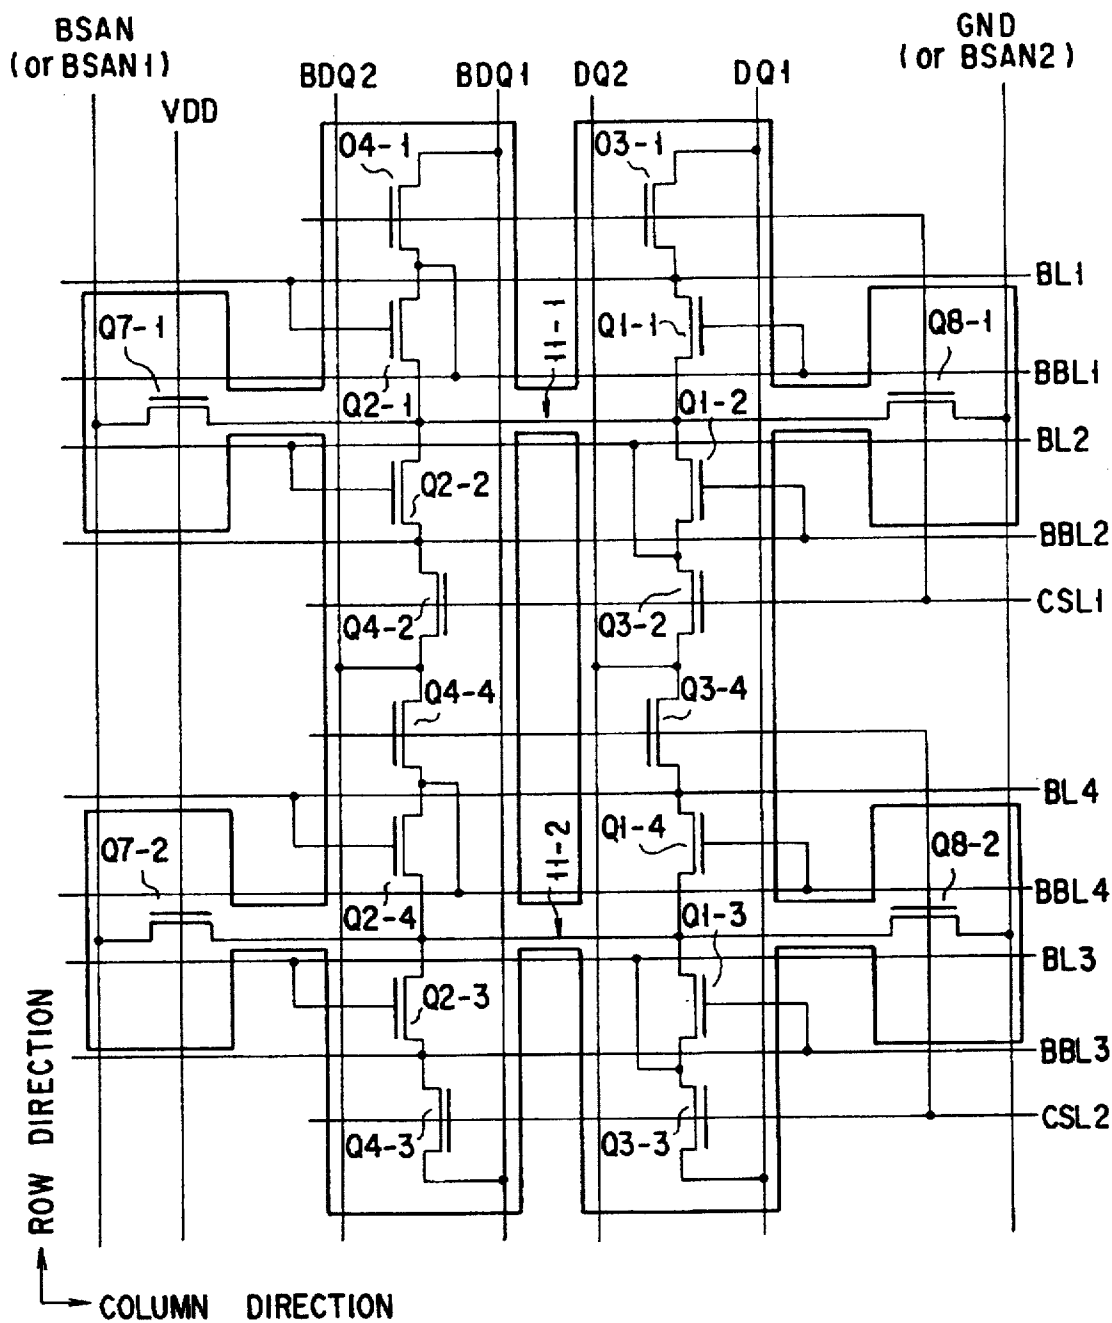 BSAN
(or BSAN1)
VDD
BDQ2
BDQ1
DQ2
DQ1
GND
(or BSAN2)
O4-1
O3-1
BL1
Q7-1
11-1
Q1-1
Q8-1
BBL1
Q2-1
Q1-2
BL2
Q2-2
BBL2
CSL1
Q4-2
Q3-2
Q4-4
Q3-4
BL4
Q7-2
11-2
Q1-4
Q8-2
BBL4
Q2-4
Q1-3
BL3
Q2-3
BBL3
CSL2
Q4-3
Q3-3
ROW DIRECTION
COLUMN DIRECTION